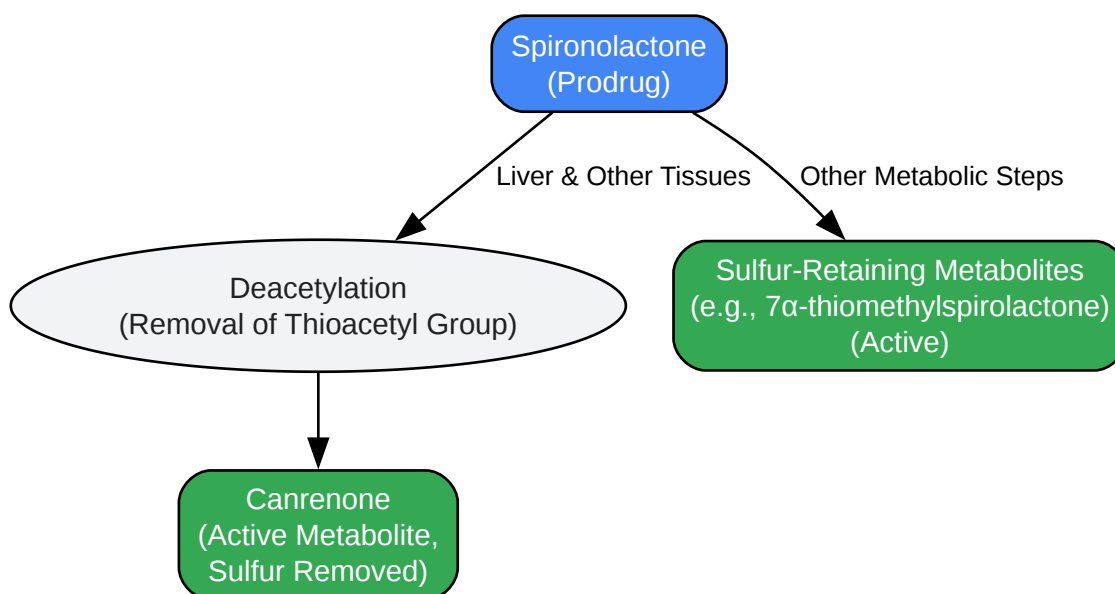 Spironolactone
(Prodrug)
Liver & Other Tissues
Other Metabolic Steps
Deacetylation
(Removal of Thioacetyl Group)
Sulfur-Retaining Metabolites
(e.g., 7α-thiomethylspirolactone)
(Active)
Canrenone
(Active Metabolite,
Sulfur Removed)